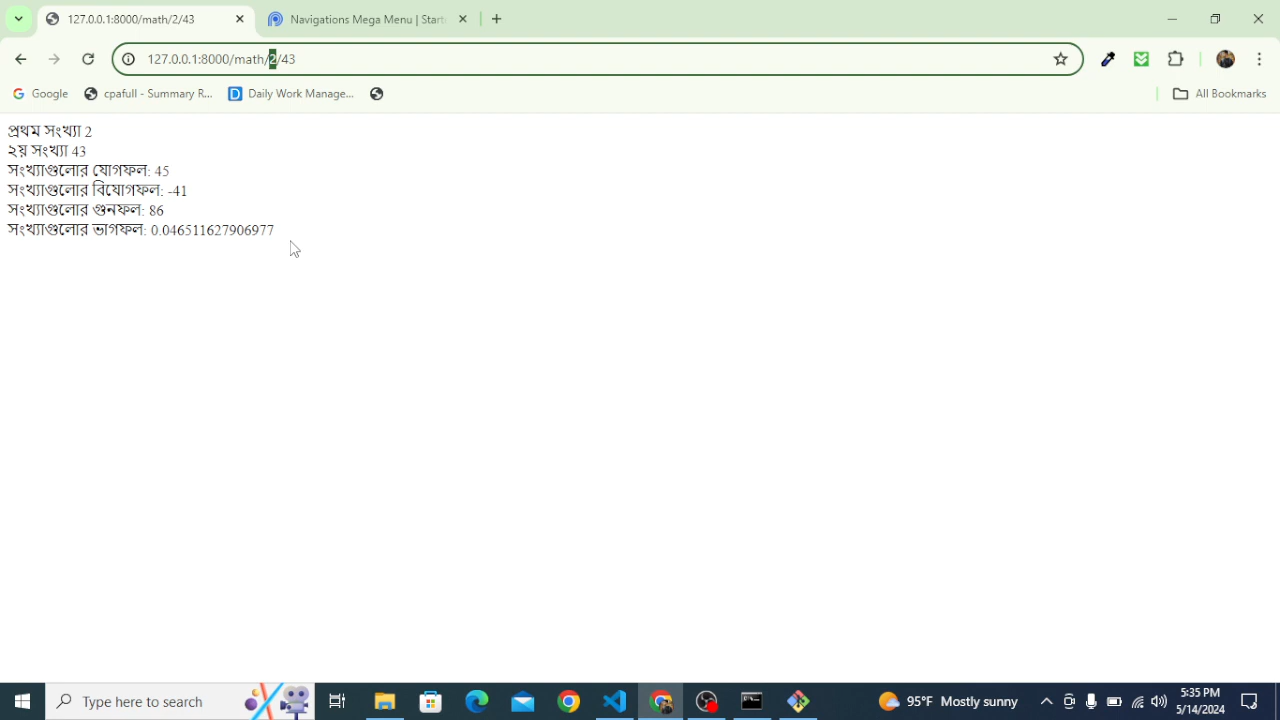 127.0.0.1:8000/math/2/43
Navigations Mega Menu | Start
127.0.0.1:8000/math/2/43
Google
cpafull - Summary R...
Daily Work Manage...
All Bookmarks
প্রথম সংখ্যা 2
২য় সংখ্যা 43
সংখ্যাগুলোর যোগফল: 45
সংখ্যাগুলোর বিযোগফল: -41
সংখ্যাগুলোর গুনফল: 86
সংখ্যাগুলোর ভাগফল: 0.046511627906977
Type here to search
95°F Mostly sunny
5:35 PM
5/14/2024